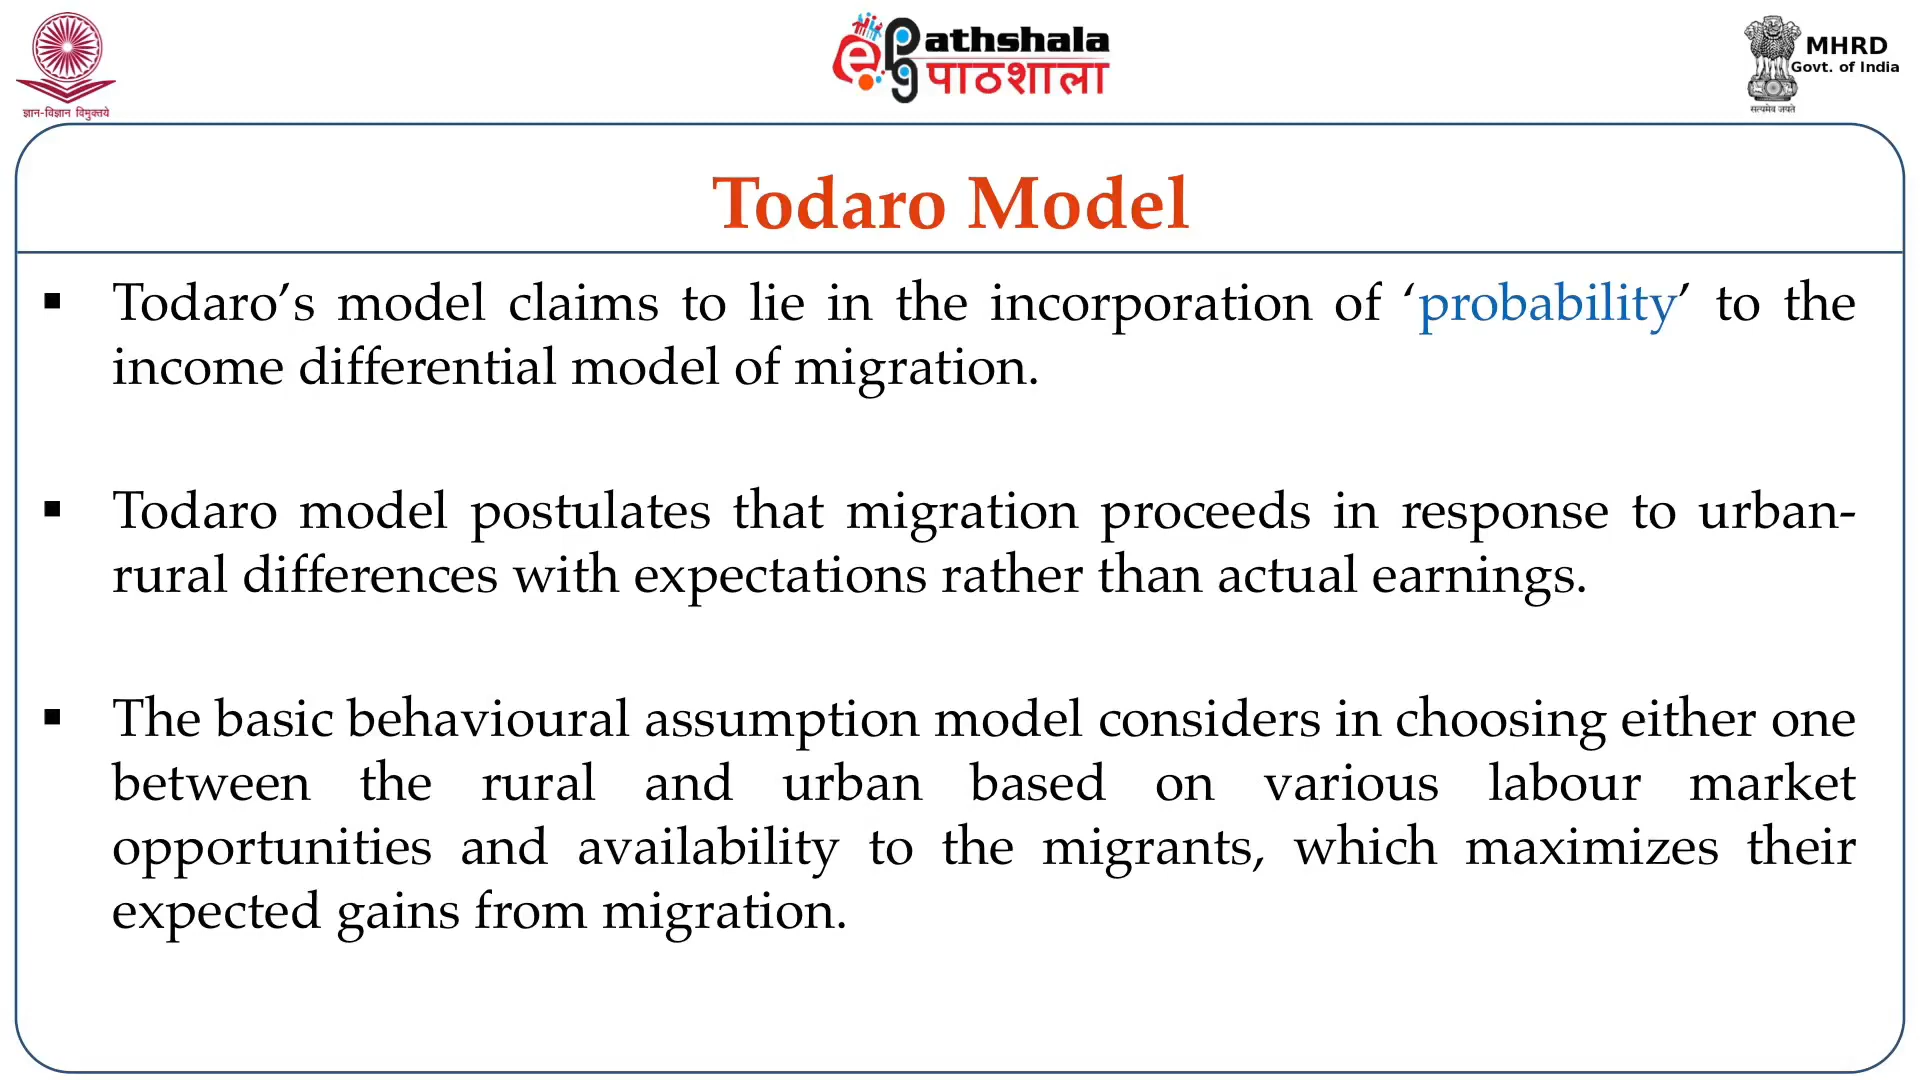 ज्ञान-विज्ञान विमुक्तये
epg athshala
पाठशाला
MHRD
Govt. of India
सत्यमेव जयते
Todaro Model
▪ Todaro’s model claims to lie in the incorporation of ‘probability’ to the
income differential model of migration.
▪ Todaro model postulates that migration proceeds in response to urban-
rural differences with expectations rather than actual earnings.
▪ The basic behavioural assumption model considers in choosing either one
between the rural and urban based on various labour market
opportunities and availability to the migrants, which maximizes their
expected gains from migration.